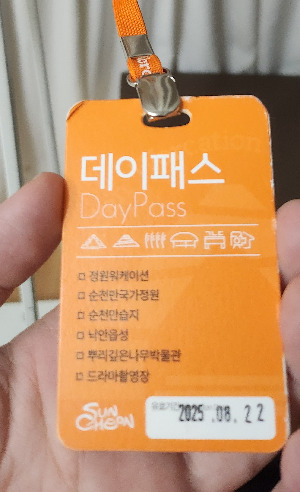 데이패스
DayPass
정원워케이션
순천만국가정원
순천만습지
낙안읍성
뿌리깊은나무박물관
드라마촬영장
SUNCHEON
2025.08.22